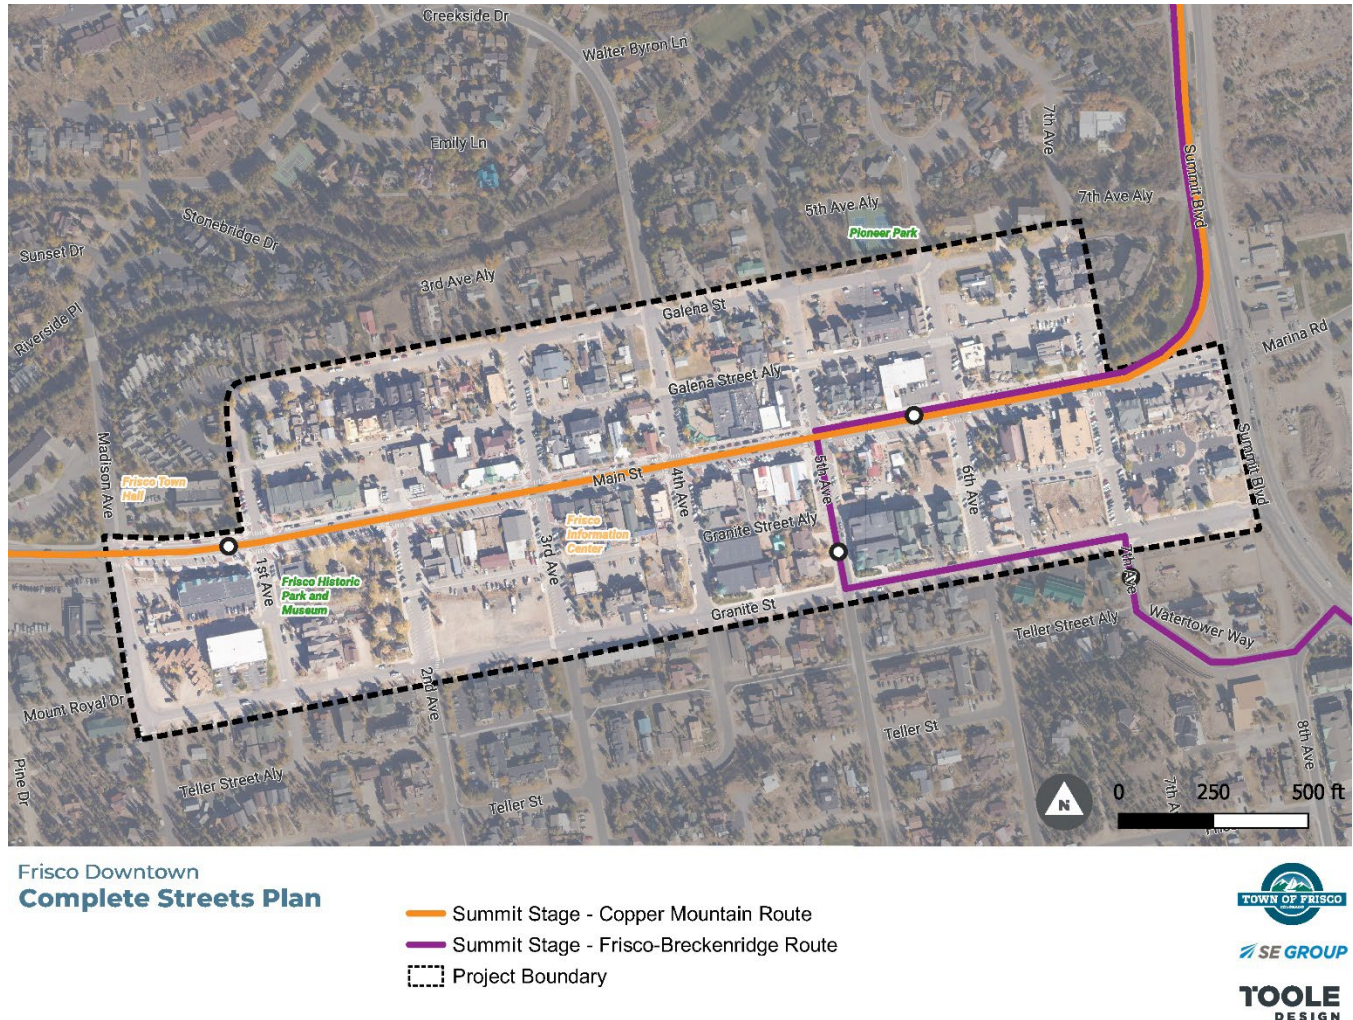 Creekside Dr
Walter Byron Ln
Emily Ln
7th Ave
Summit Blvd
Stonebridge Dr
Sunset Dr
5th Ave Aly
7th Ave Aly
Pioneer Park
3rd Ave Aly
Riverside Pl
Galena St
Marina Rd
Galena Street Aly
Madison Ave
Frisco Town
Hall
Main St
4th Ave
5th Ave
6th Ave
Summit Blvd
Frisco
Information
Center
Granite Street Aly
3rd Ave
1st Ave
Frisco Historic
Park and
Museum
7th Ave
Granite St
Teller Street Aly
Watertower Way
Mount Royal Dr
2nd Ave
Teller St
8th Ave
Pine Dr
Teller Street Aly
Teller St
N
0 250 500 ft
Frisco Downtown
Complete Streets Plan
Summit Stage - Copper Mountain Route
Summit Stage - Frisco-Breckenridge Route
Project Boundary
TOWN OF FRISCO
COLORADO
SE GROUP
TOOLE
DESIGN